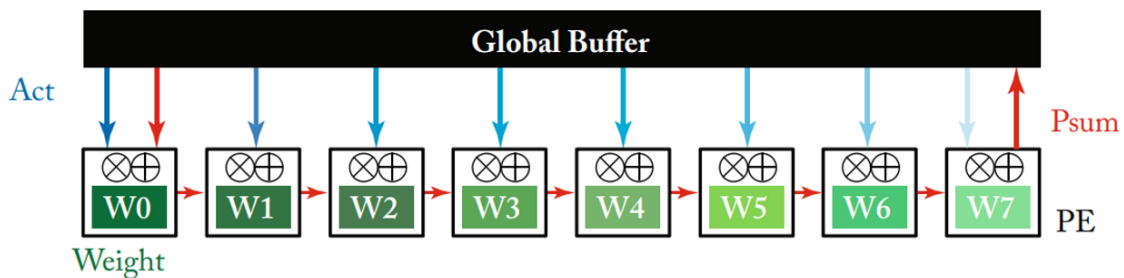 Global Buffer
Act
Psum
W0 W1 W2 W3 W4 W5 W6 W7
PE
Weight